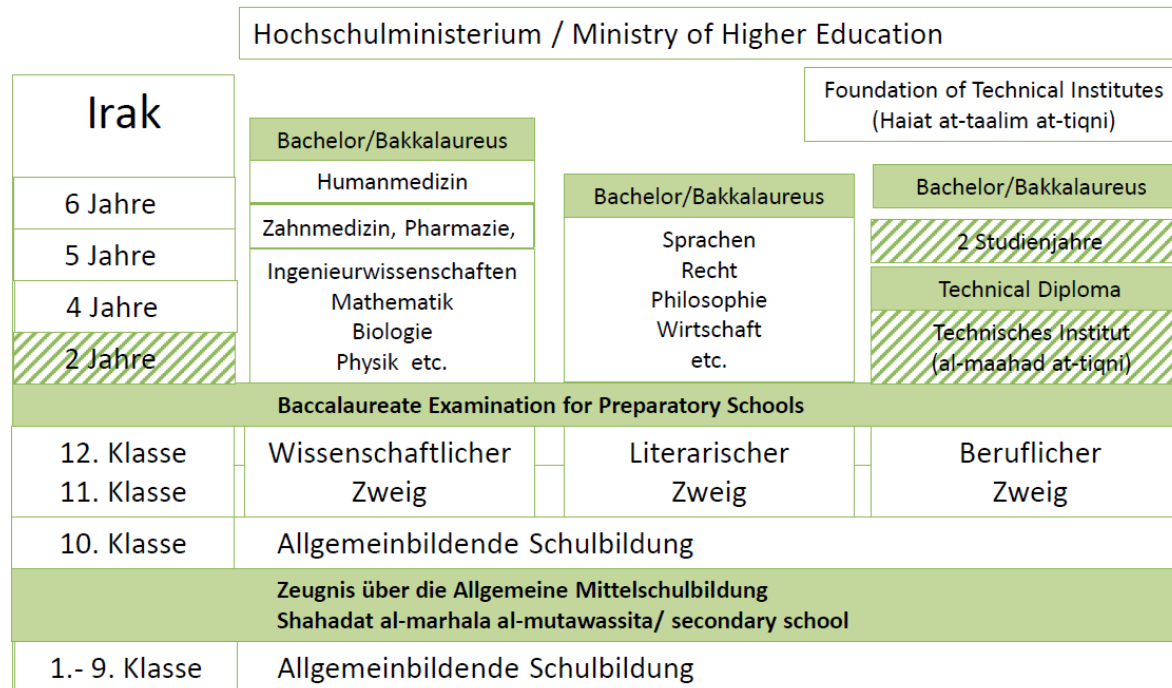 Hochschulministerium / Ministry of Higher Education
Irak
Foundation of Technical Institutes
(Haiat at-taalim at-tiqni)
Bachelor/Bakkalaureus
Humanmedizin
Zahnmedizin, Pharmazie,
Ingenieurwissenschaften
Mathematik
Biologie
Physik etc.
Bachelor/Bakkalaureus
Sprachen
Recht
Philosophie
Wirtschaft
etc.
Bachelor/Bakkalaureus
2 Studienjahre
Technical Diploma
Technisches Institut
(al-maahad at-tiqni)
6 Jahre
5 Jahre
4 Jahre
2 Jahre
Baccalaureate Examination for Preparatory Schools
12. Klasse
11. Klasse
Wissenschaftlicher
Zweig
Literarischer
Zweig
Beruflicher
Zweig
10. Klasse
Allgemeinbildende Schulbildung
Zeugnis über die Allgemeine Mittelschulbildung
Shahadat al-marhala al-mutawassita/ secondary school
1.- 9. Klasse
Allgemeinbildende Schulbildung